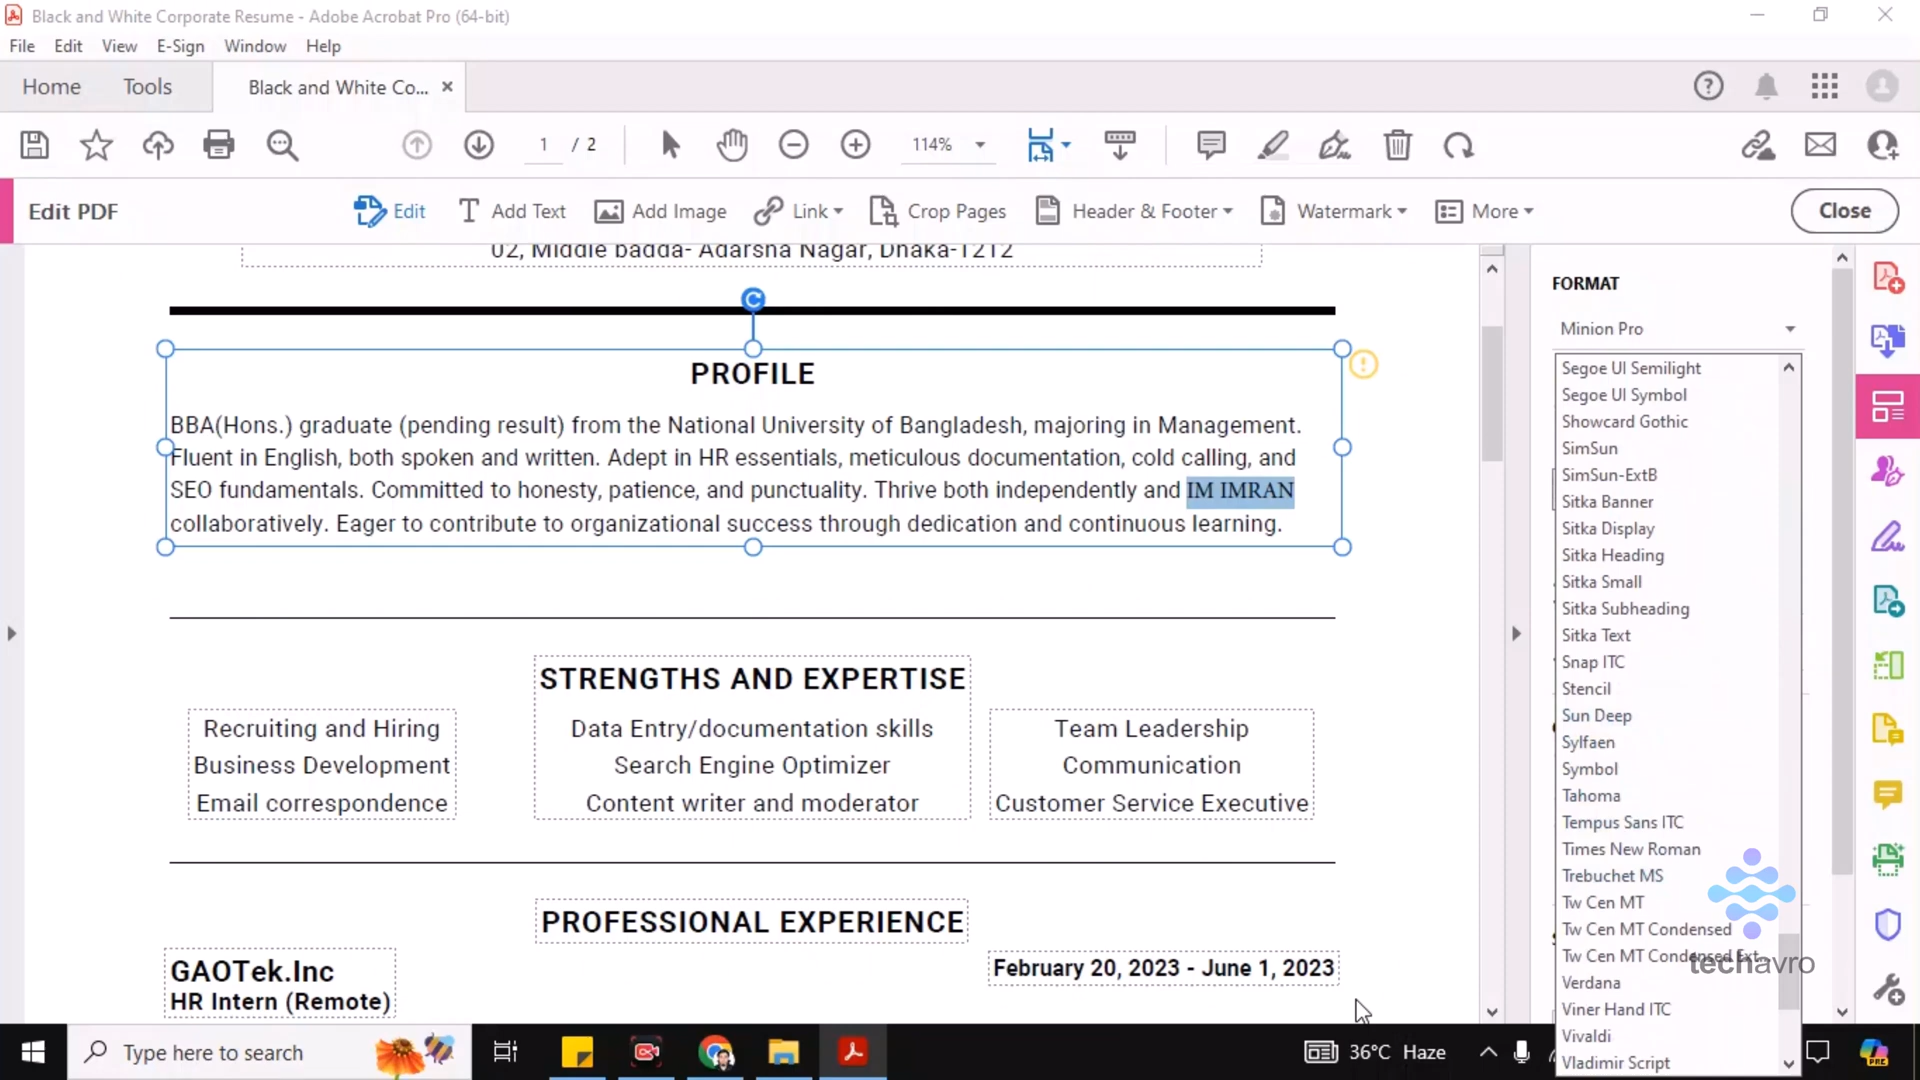 Black and White Corporate Resume - Adobe Acrobat Pro (64-bit)
File Edit View E-Sign Window Help
Home Tools Black and White Co... ×
1 / 2 114%
Edit PDF Edit Add Text Add Image Link Crop Pages Header & Footer Watermark More Close
02, Middle badda- Adarsha Nagar, Dhaka-1212
PROFILE
BBA(Hons.) graduate (pending result) from the National University of Bangladesh, majoring in Management.
Fluent in English, both spoken and written. Adept in HR essentials, meticulous documentation, cold calling, and
SEO fundamentals. Committed to honesty, patience, and punctuality. Thrive both independently and IM IMRAN
collaboratively. Eager to contribute to organizational success through dedication and continuous learning.
STRENGTHS AND EXPERTISE
Recruiting and Hiring
Business Development
Email correspondence
Data Entry/documentation skills
Search Engine Optimizer
Content writer and moderator
Team Leadership
Communication
Customer Service Executive
PROFESSIONAL EXPERIENCE
GAOTek.Inc
HR Intern (Remote)
February 20, 2023 - June 1, 2023
FORMAT
Minion Pro
Segoe UI Semilight
Segoe UI Symbol
Showcard Gothic
SimSun
SimSun-ExtB
Sitka Banner
Sitka Display
Sitka Heading
Sitka Small
Sitka Subheading
Sitka Text
Snap ITC
Stencil
Sun Deep
Sylfaen
Symbol
Tahoma
Tempus Sans ITC
Times New Roman
Trebuchet MS
Tw Cen MT
Tw Cen MT Condensed
Tw Cen MT Condensed Ext...
Verdana
Viner Hand ITC
Vivaldi
Vladimir Script
techavro
Type here to search
36°C Haze
PRE